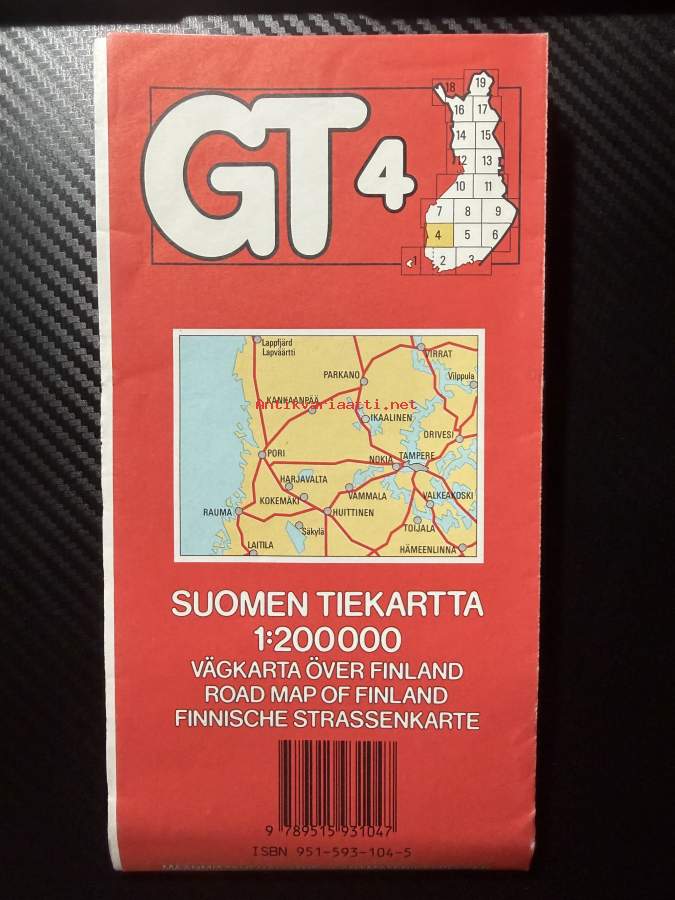 GT 4
19
18
16 17
14 15
12 13
10 11
7 8 9
4 5 6
1 2 3
Lappfjärd
Lapväärtti
VIRRAT
PARKANO
Vilppula
KANKAANPÄÄ
Antikvariaatti.net
IKAALINEN
ORIVESI
PORI
NOKIA
TAMPERE
HARJAVALTA
VAMMALA
KOKEMÄKI
VALKEAKOSKI
RAUMA
HUITTINEN
Säkylä
TOIJALA
LAITILA
HÄMEENLINNA
SUOMEN TIEKARTTA
1:200000
VÄGKARTA ÖVER FINLAND
ROAD MAP OF FINLAND
FINNISCHE STRASSENKARTE
9 789515 931047
ISBN 951-593-104-5